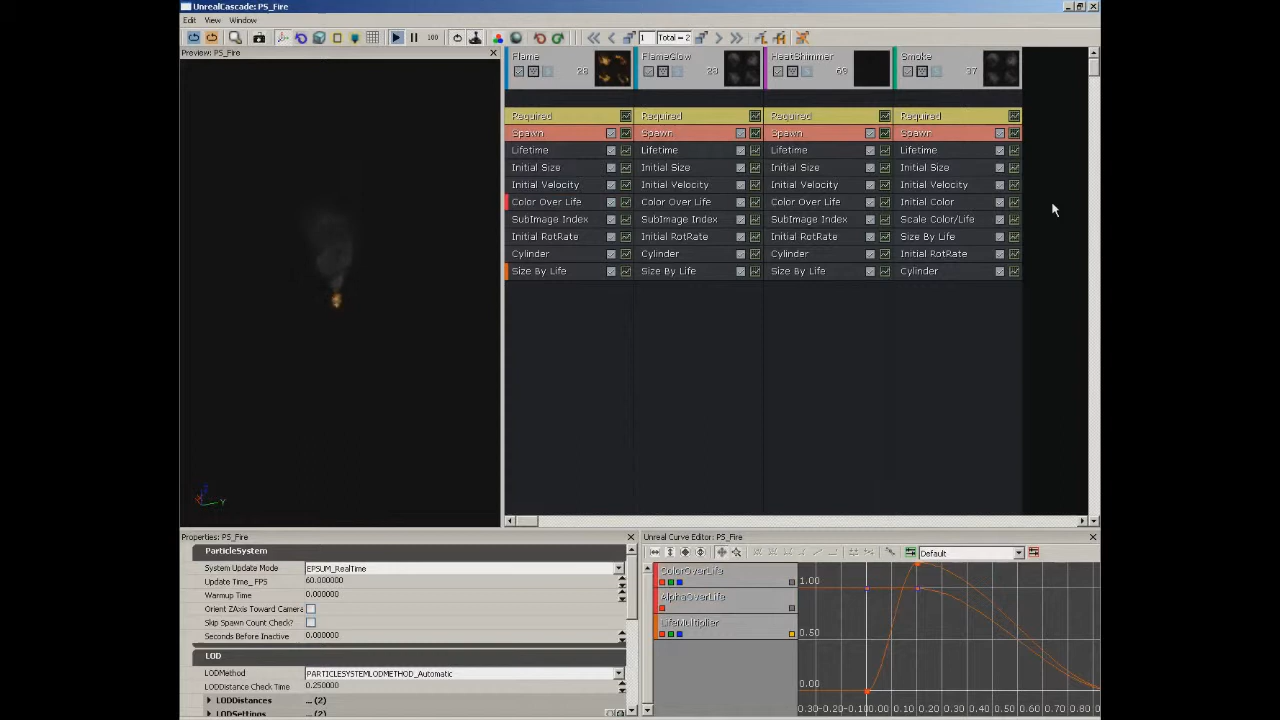 UnrealCascade: PS_Fire
Edit View Window
100 1 Total = 2
Preview: PS_Fire
Flame FlameGlow HeatShimmer Smoke
28 28 69 37
Required Required Required Required
Spawn Spawn Spawn Spawn
Lifetime Lifetime Lifetime Lifetime
Initial Size Initial Size Initial Size Initial Size
Initial Velocity Initial Velocity Initial Velocity Initial Velocity
Color Over Life Color Over Life Color Over Life Initial Color
SubImage Index SubImage Index SubImage Index Scale Color/Life
Initial RotRate Initial RotRate Initial RotRate Size By Life
Cylinder Cylinder Cylinder Initial RotRate
Size By Life Size By Life Size By Life Cylinder
X Z Y
Properties: PS_Fire
ParticleSystem
System Update Mode EPSUM_RealTime
Update Time_ FPS 60.000000
Warmup Time 0.000000
Orient ZAxis Toward Camera
Skip Spawn Count Check?
Seconds Before Inactive 0.000000
LOD
LODMethod PARTICLESYSTEMLODMETHOD_Automatic
LODDistance Check Time 0.250000
LODDistances ... (2)
LODSettings ... (2)
Unreal Curve Editor: PS_Fire
Default
ColorOverLife
AlphaOverLife
LifeMultiplier
1.00
0.50
0.00
0.30 -0.20 -0.10 0.00 0.10 0.20 0.30 0.40 0.50 0.60 0.70 0.80